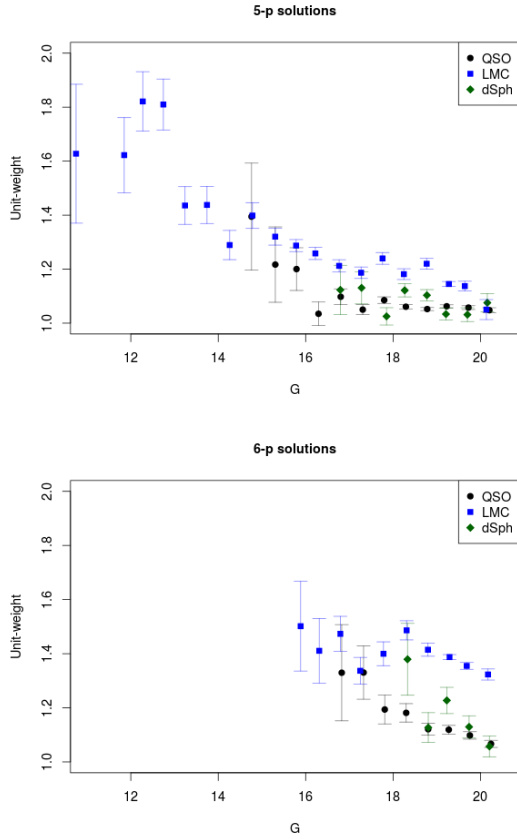 5-p solutions
Unit-weight
2.0
1.8
1.6
1.4
1.2
1.0
QSO
LMC
dSph
12 14 16 18 20
G
6-p solutions
Unit-weight
2.0
1.8
1.6
1.4
1.2
1.0
QSO
LMC
dSph
12 14 16 18 20
G